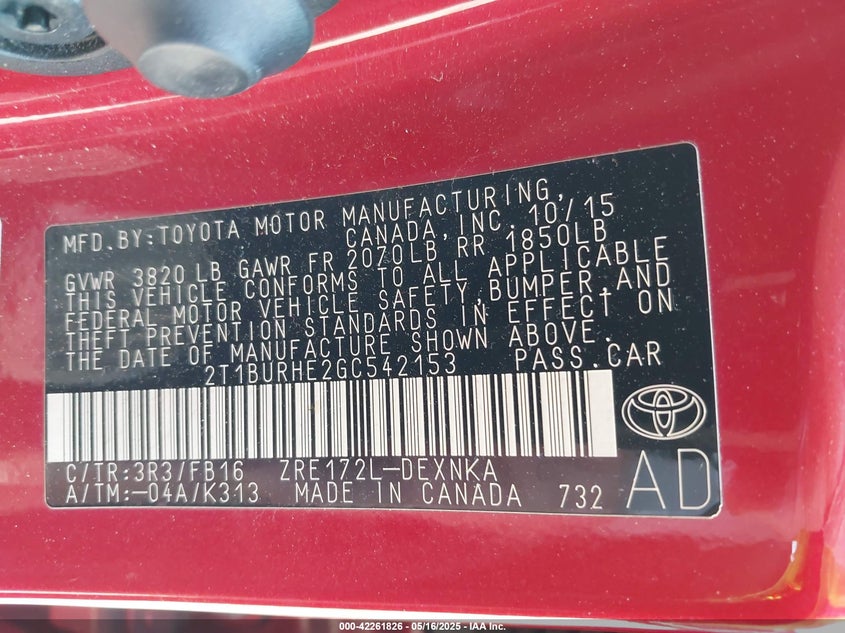 MFD.BY:TOYOTA MOTOR MANUFACTURING,
CANADA,INC. 10/15
GVWR 3820 LB GAWR FR 2070LB RR 1850LB
THIS VEHICLE CONFORMS TO ALL APPLICABLE
FEDERAL MOTOR VEHICLE SAFETY,BUMPER,AND
THEFT PREVENTION STANDARDS IN EFFECT ON
THE DATE OF MANUFACTURE SHOWN ABOVE.
2T1BURHE2GC542153 PASS.CAR
C/TR:3R3/FB16 ZRE172L-DEXNKA
A/TM:-04A/K313 MADE IN CANADA 732
AD
000-42261826 - 05/16/2025 - IAA Inc.